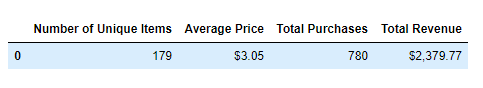 Number of Unique Items Average Price Total Purchases Total Revenue
0 179 $3.05 780 $2,379.77